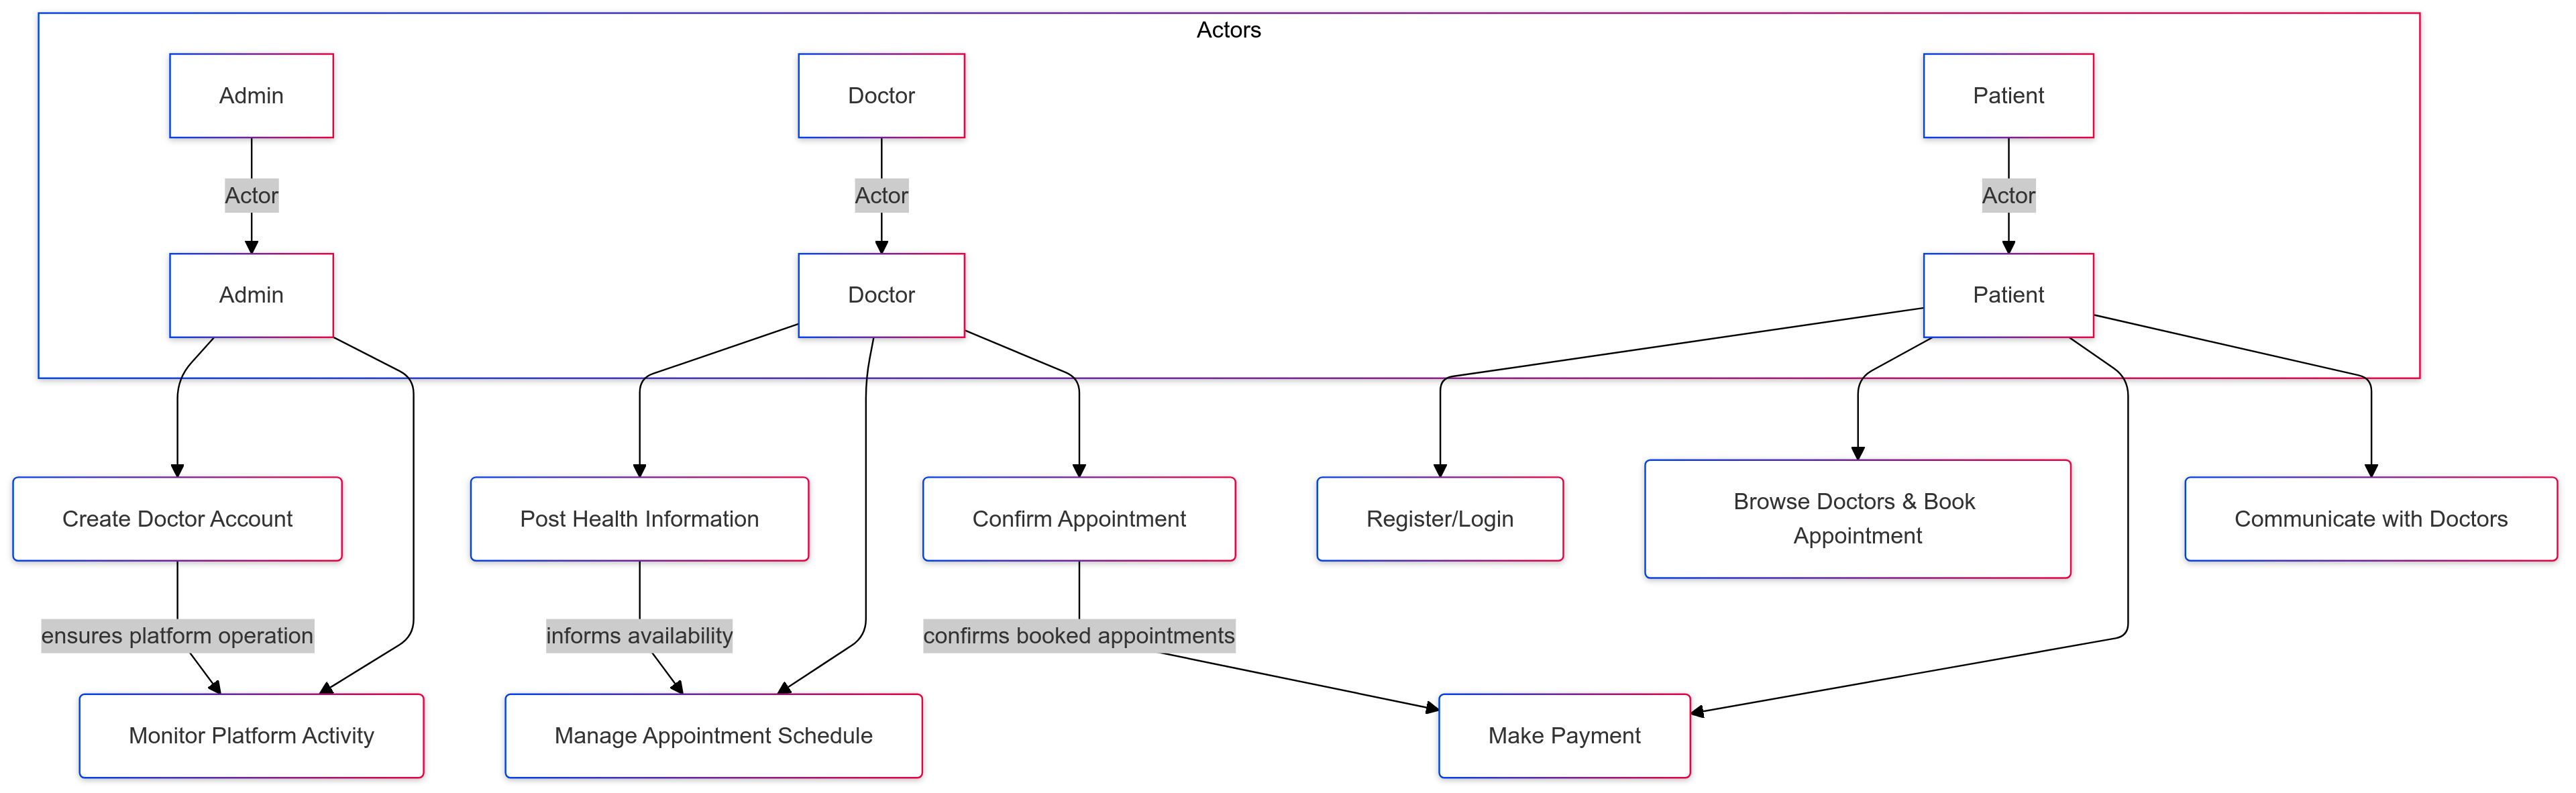 Actors
Admin
Doctor
Patient
Actor
Actor
Actor
Admin
Doctor
Patient
Create Doctor Account
Post Health Information
Confirm Appointment
Register/Login
Browse Doctors & Book
Appointment
Communicate with Doctors
ensures platform operation
informs availability
confirms booked appointments
Monitor Platform Activity
Manage Appointment Schedule
Make Payment